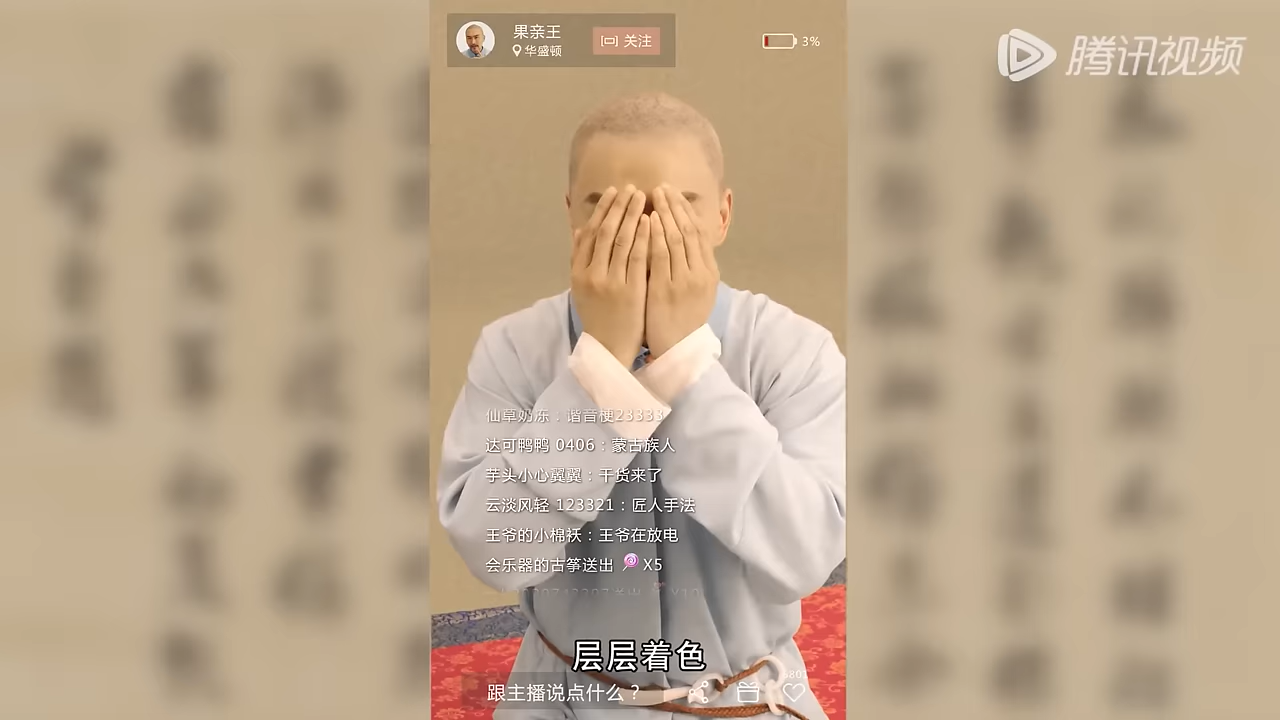 果亲王
华盛顿
关注
3%
腾讯视频
仙草奶冻：谐音梗23333
达可鸭鸭 0406：蒙古族人
芋头小心翼翼：干货来了
云淡风轻 123321：匠人手法
王爷的小棉袄：王爷在放电
会乐器的古筝送出 X5
层层着色
跟主播说点什么？